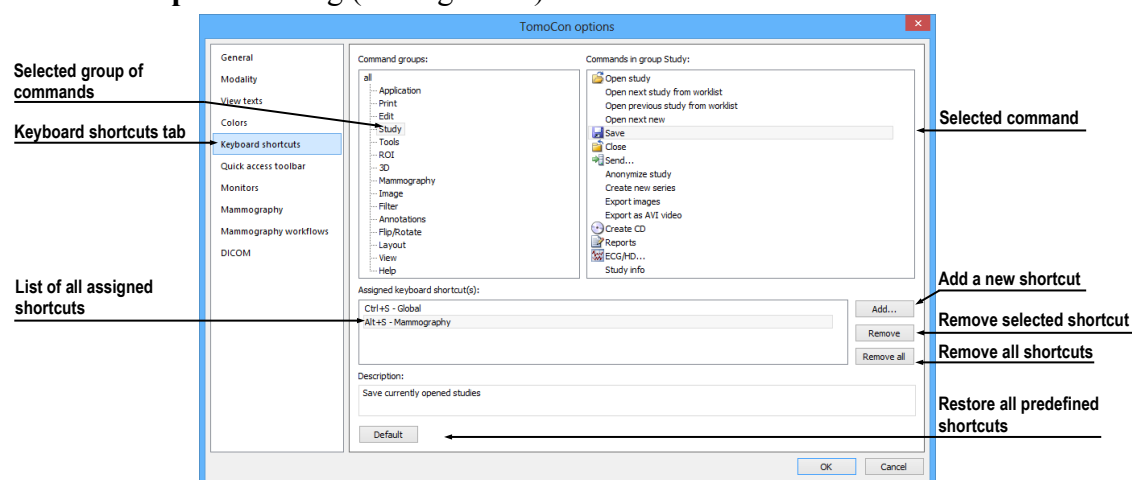 TomoCon options
Selected group of
commands
Keyboard shortcuts tab
List of all assigned
shortcuts
General
Modality
View texts
Colors
Keyboard shortcuts
Quick access toolbar
Monitors
Mammography
Mammography workflows
DICOM
Command groups:
all
Application
Print
Edit
Study
Tools
ROI
3D
Mammography
Image
Filter
Annotations
Flip/Rotate
Layout
View
Help
Commands in group Study:
Open study
Open next study from worklist
Open previous study from worklist
Open next new
Save
Close
Send...
Anonymize study
Create new series
Export images
Export as AVI video
Create CD
Reports
ECG/HD...
Study info
Assigned keyboard shortcut(s):
Ctrl+S - Global
Alt+S - Mammography
Add...
Remove
Remove all
Description:
Save currently opened studies
Default
OK
Cancel
Selected command
Add a new shortcut
Remove selected shortcut
Remove all shortcuts
Restore all predefined
shortcuts